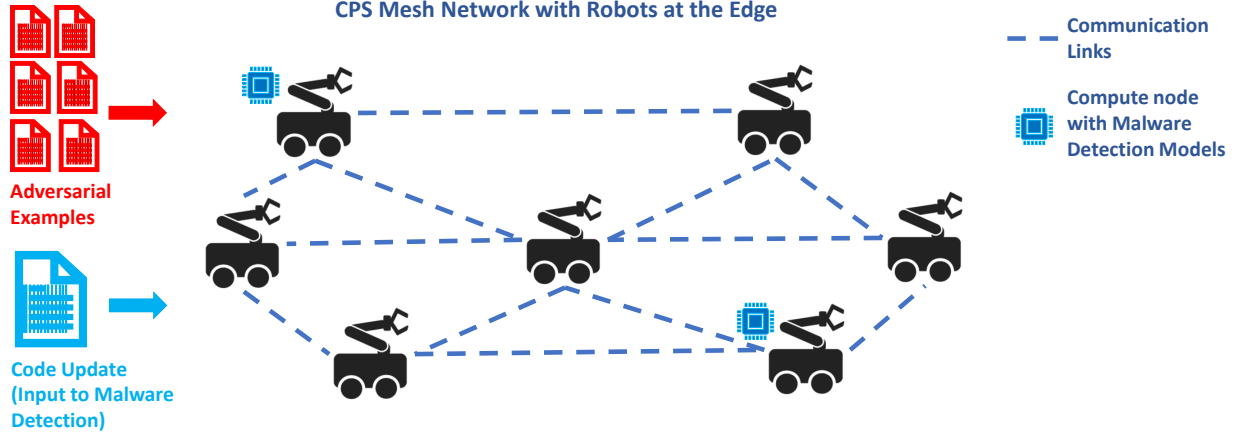 CPS Mesh Network with Robots at the Edge
Adversarial
Examples
Code Update
(Input to Malware
Detection)
Communication
Links
Compute node
with Malware
Detection Models